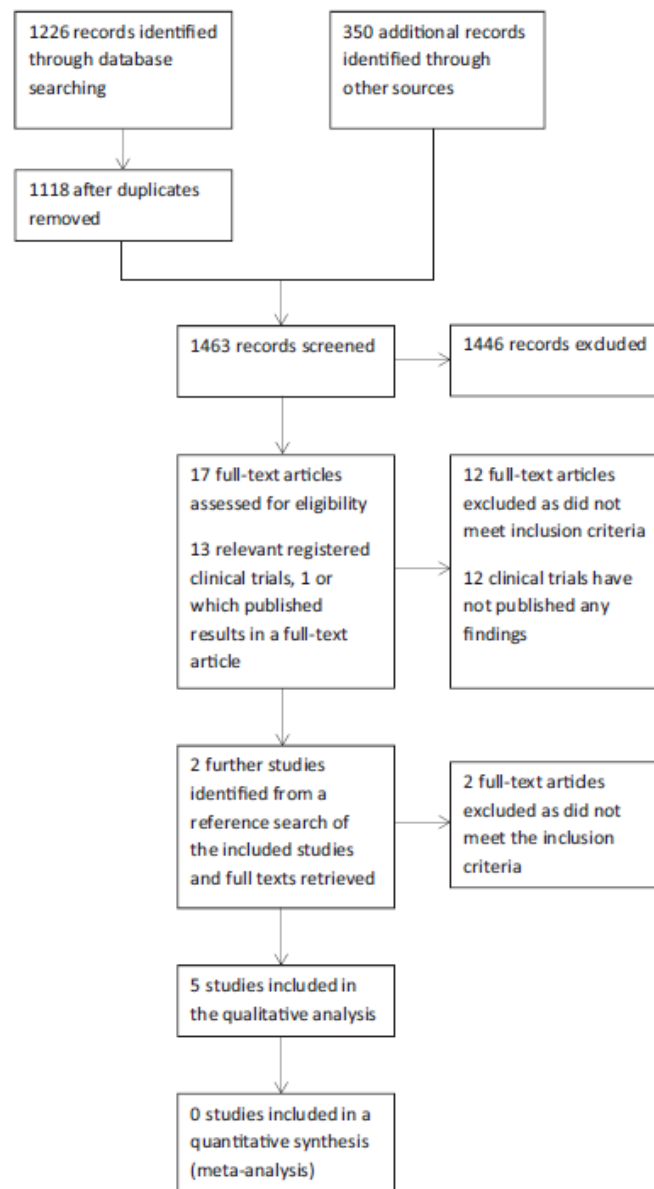 1226 records identified
through database
searching
350 additional records
identified through
other sources
1118 after duplicates
removed
1463 records screened
1446 records excluded
17 full-text articles
assessed for eligibility
13 relevant registered
clinical trials, 1 or
which published
results in a full-text
article
12 full-text articles
excluded as did not
meet inclusion criteria
12 clinical trials have
not published any
findings
2 further studies
identified from a
reference search of
the included studies
and full texts retrieved
2 full-text articles
excluded as did not
meet the inclusion
criteria
5 studies included in
the qualitative analysis
0 studies included in a
quantitative synthesis
(meta-analysis)